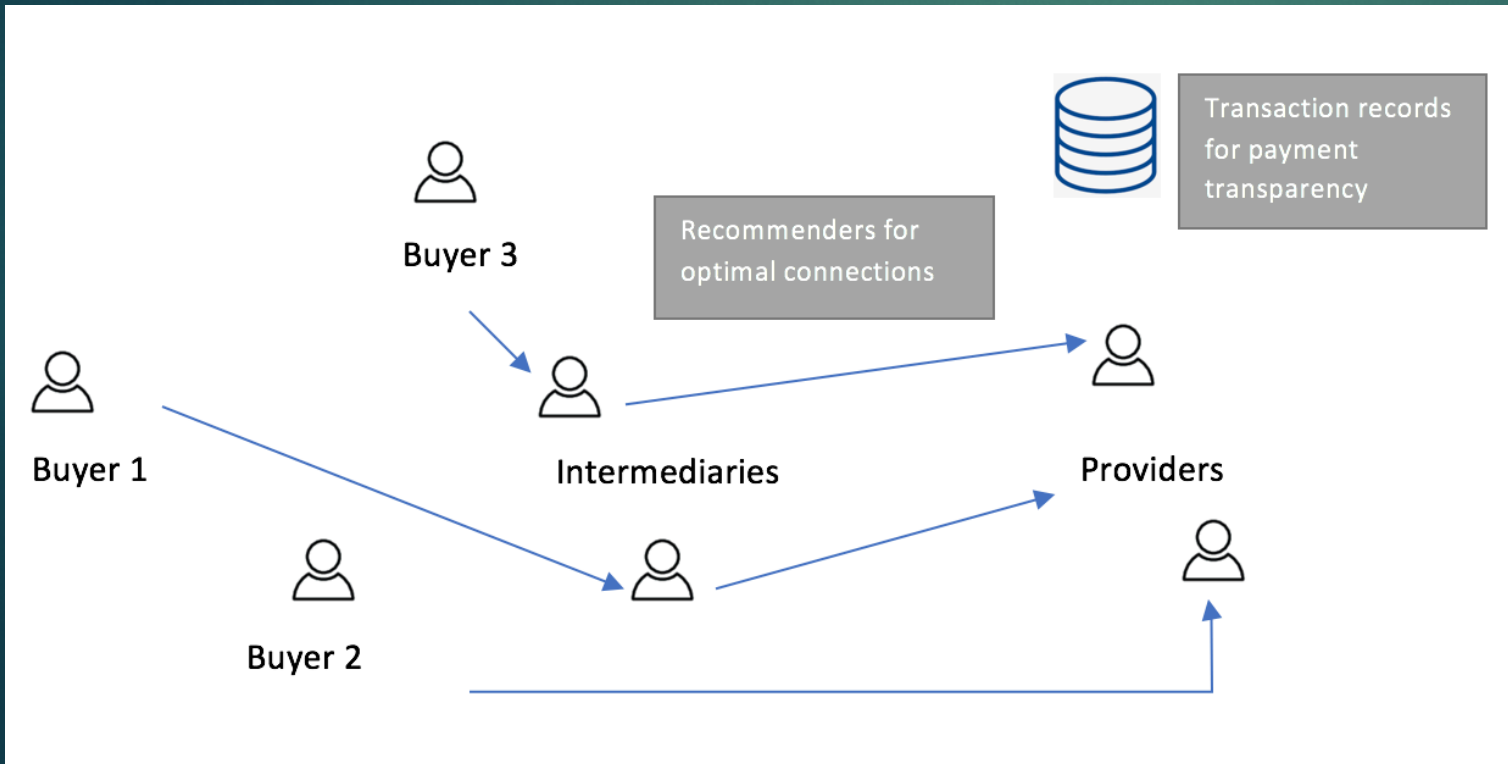 Transaction records
for payment
transparency
Buyer 3
Recommenders for
optimal connections
Buyer 1
Intermediaries
Providers
Buyer 2